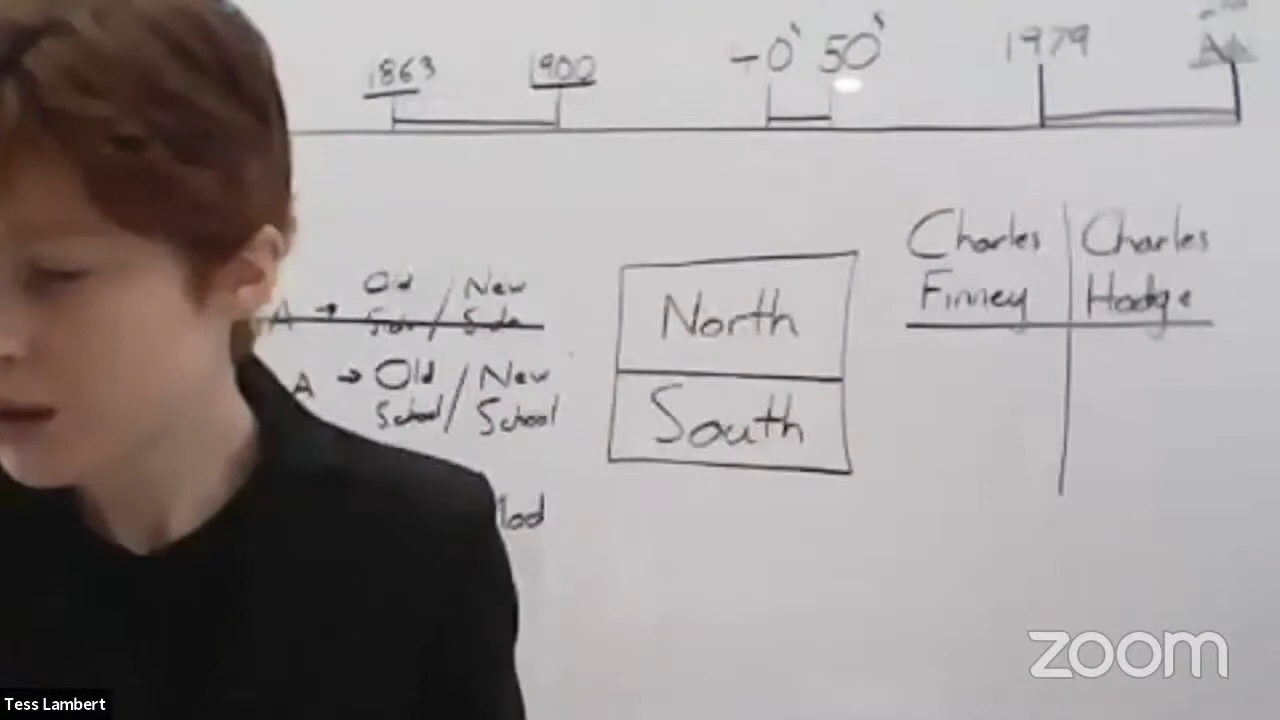 1863
1900
50's
1979
Charles
Finney
Charles
Hodge
A → Old / New
Side / Side
A → Old / New
School / School
North
South
Mod
zoom
Tess Lambert